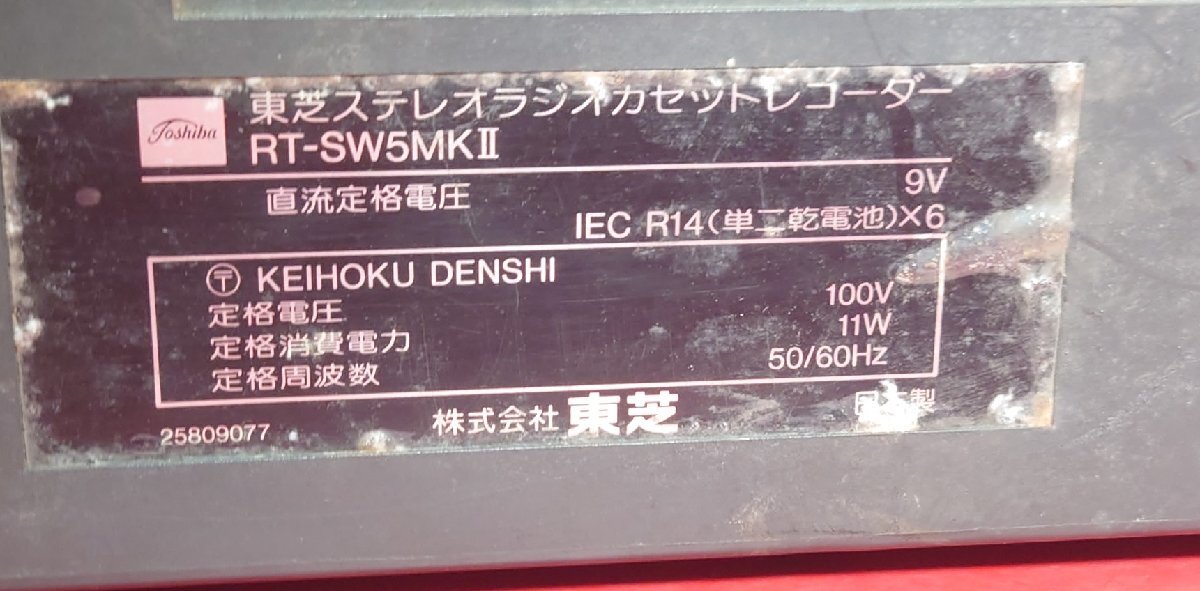 Toshiba
東芝ステレオラジオカセットレコーダー
RT-SW5MKⅡ
直流定格電圧 9V
IEC R14(単二乾電池)×6
〒 KEIHOKU DENSHI
定格電圧 100V
定格消費電力 11W
定格周波数 50/60Hz
25809077 株式会社 東芝 日本製